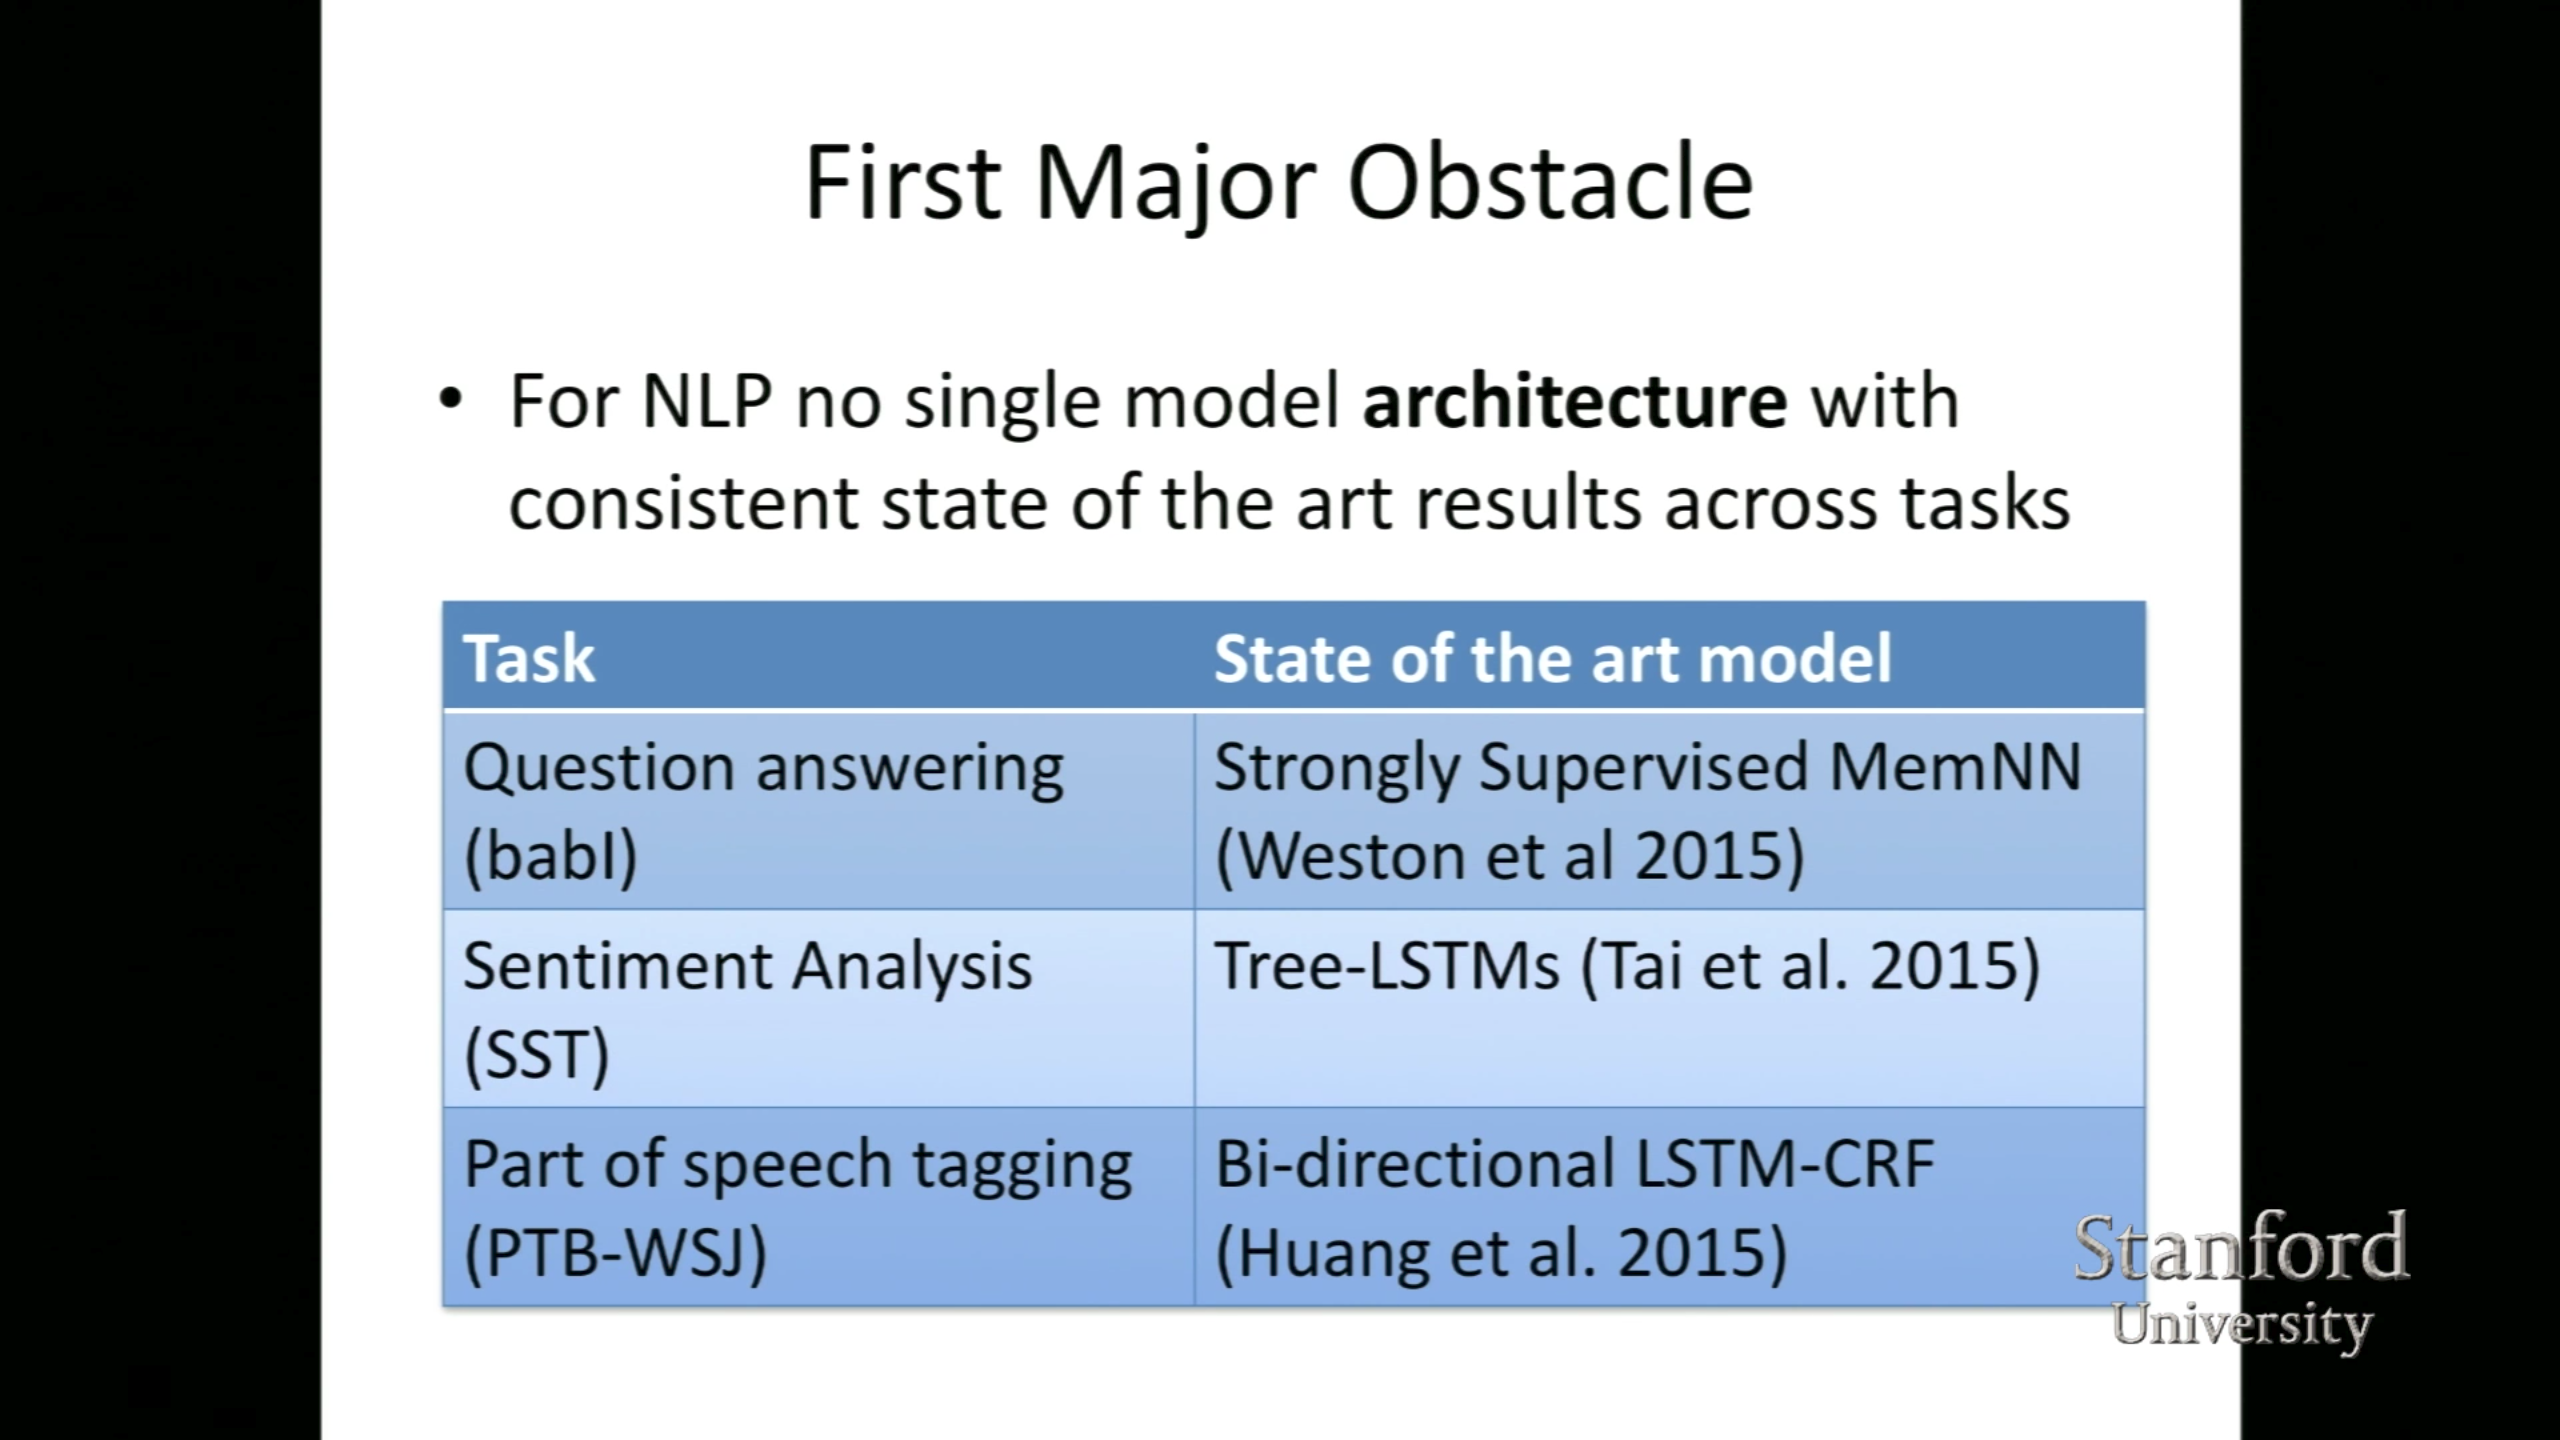 First Major Obstacle
• For NLP no single model architecture with
consistent state of the art results across tasks
Task
State of the art model
Question answering
(babI)
Strongly Supervised MemNN
(Weston et al 2015)
Sentiment Analysis
(SST)
Tree-LSTMs (Tai et al. 2015)
Part of speech tagging
(PTB-WSJ)
Bi-directional LSTM-CRF
(Huang et al. 2015)
Stanford
University